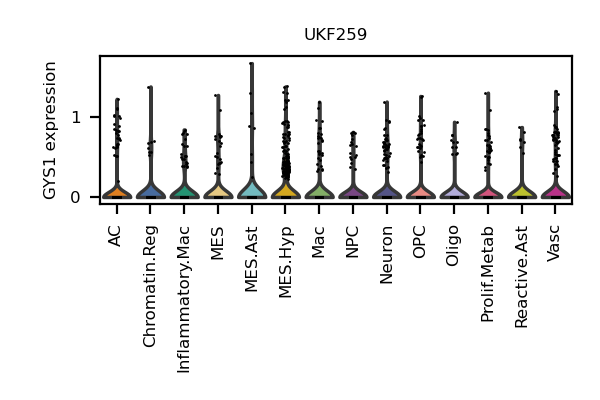 UKF259
GYS1 expression
1
0
AC
Chromatin.Reg
Inflammatory.Mac
MES
MES.Ast
MES.Hyp
Mac
NPC
Neuron
OPC
Oligo
Prolif.Metab
Reactive.Ast
Vasc